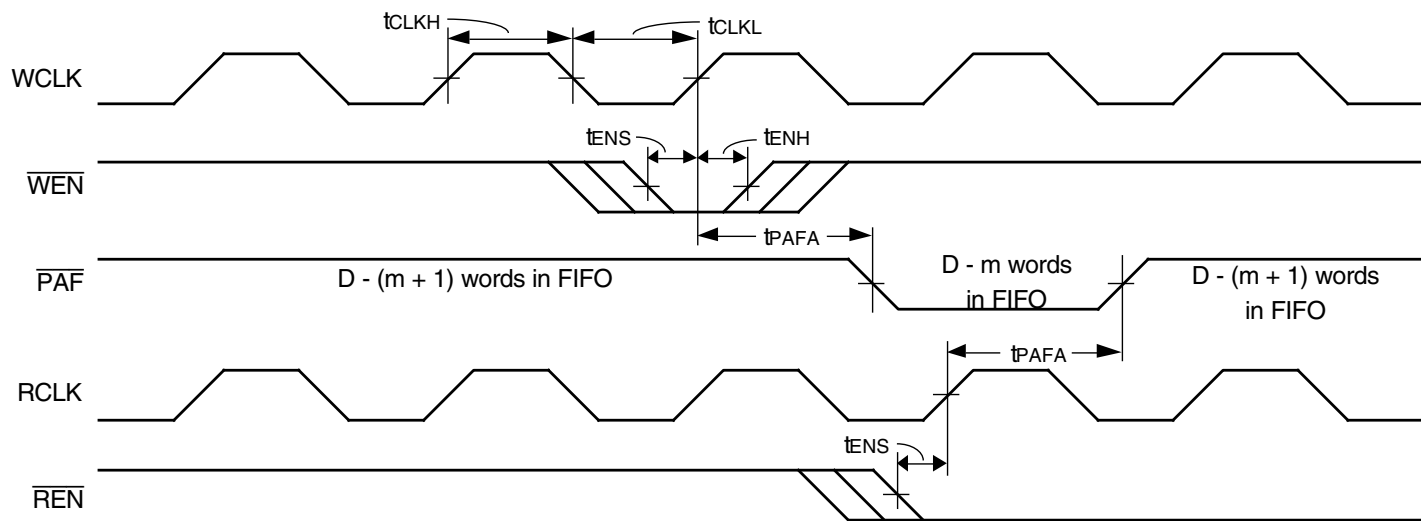 tCLKH
tCLKL
WCLK
tENS
tENH
WEN
tPAFA
PAF
D - (m + 1) words in FIFO
D - m words
in FIFO
D - (m + 1) words
in FIFO
tPAFA
RCLK
tENS
REN